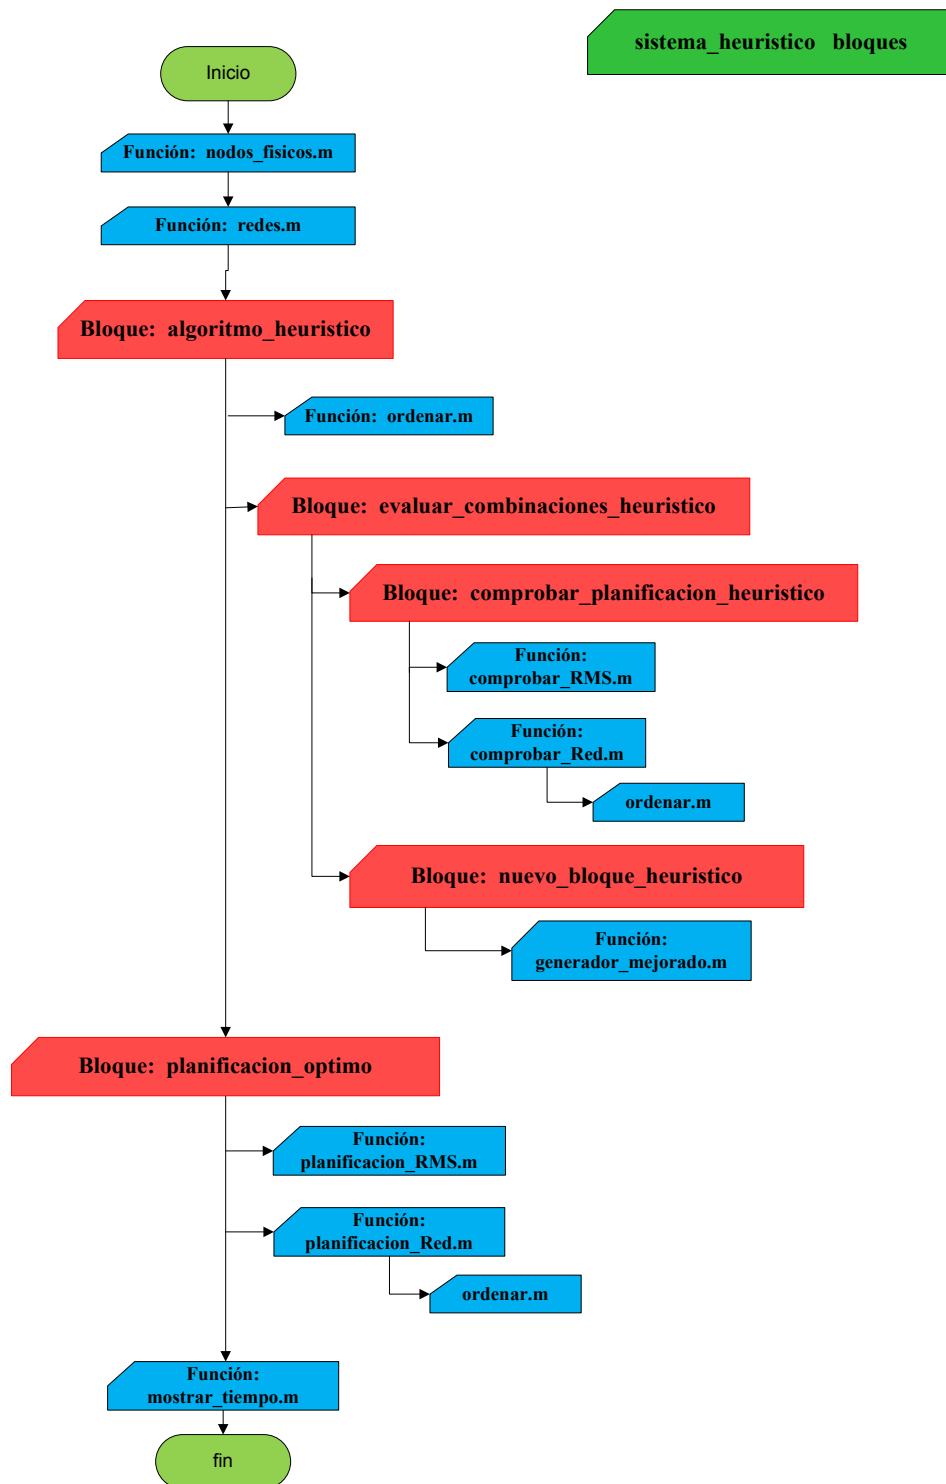 sistema_heuristico bloques
Inicio
Función: nodos_fisicos.m
Función: redes.m
Bloque: algoritmo_heuristico
Función: ordenar.m
Bloque: evaluar_combinaciones_heuristico
Bloque: comprobar_planificacion_heuristico
Función:
comprobar_RMS.m
Función:
comprobar_Red.m
ordenar.m
Bloque: nuevo_bloque_heuristico
Función:
generador_mejorado.m
Bloque: planificacion_optimo
Función:
planificacion_RMS.m
Función:
planificacion_Red.m
ordenar.m
Función:
mostrar_tiempo.m
fin